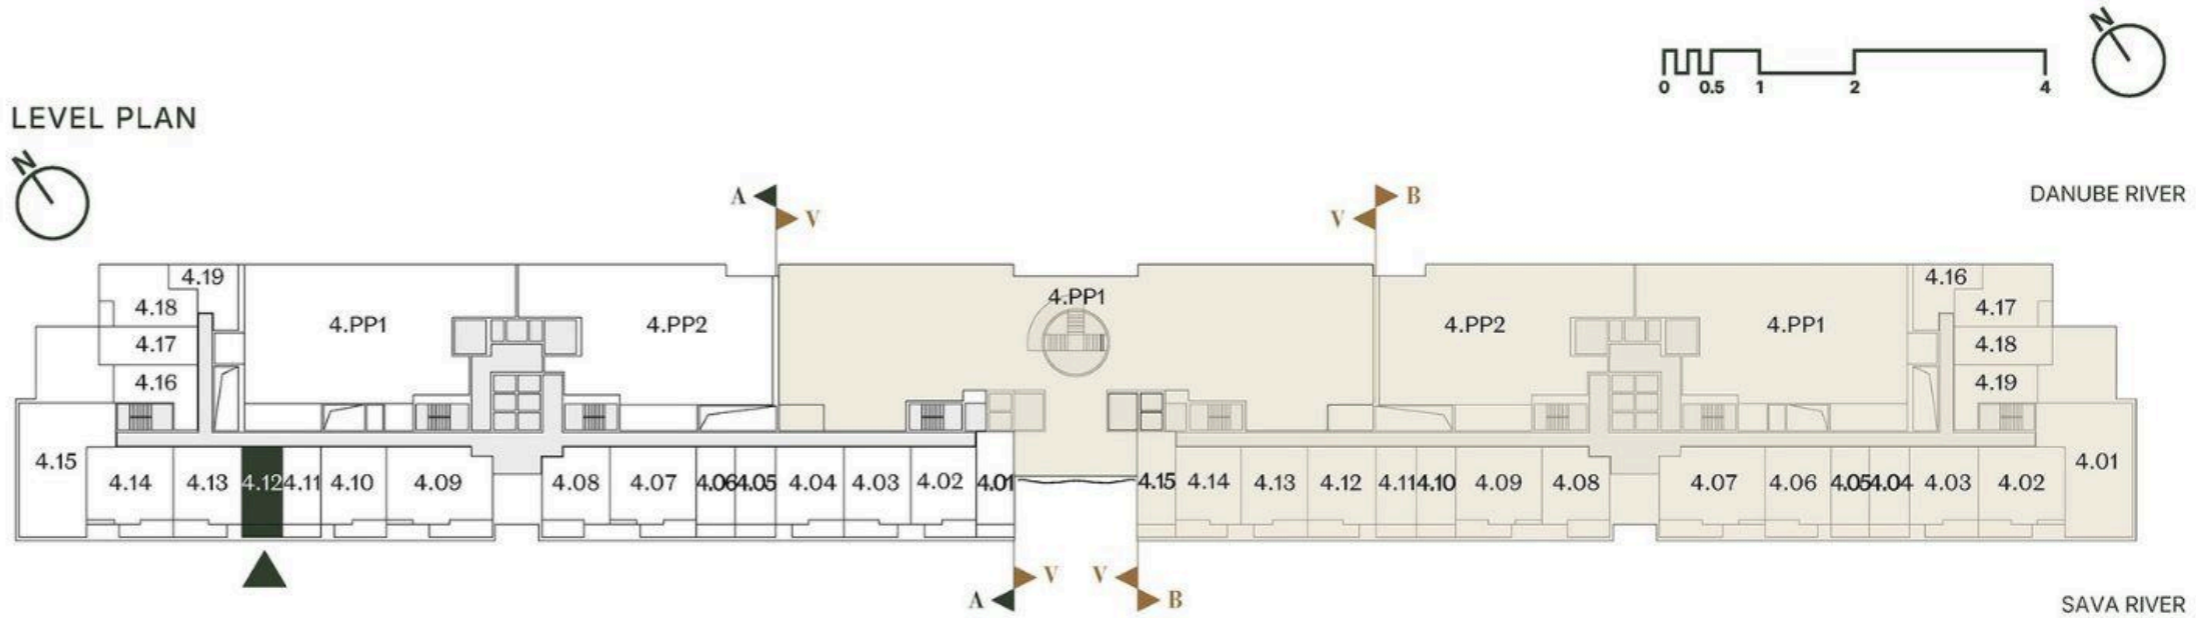 N
0 0.5 1 2 4
LEVEL PLAN
N
A V
V B
DANUBE RIVER
4.19 4.16
4.18 4.PP1 4.17
4.PP1 4.PP2 4.PP2 4.PP1
4.17 4.18
4.16 4.19
4.15 4.01
4.14 4.13 4.12 4.11 4.10 4.09 4.08 4.07 4.06 4.05 4.04 4.03 4.02 4.01 4.15 4.14 4.13 4.12 4.11 4.10 4.09 4.08 4.07 4.06 4.05 4.04 4.03 4.02
V V
A B
SAVA RIVER